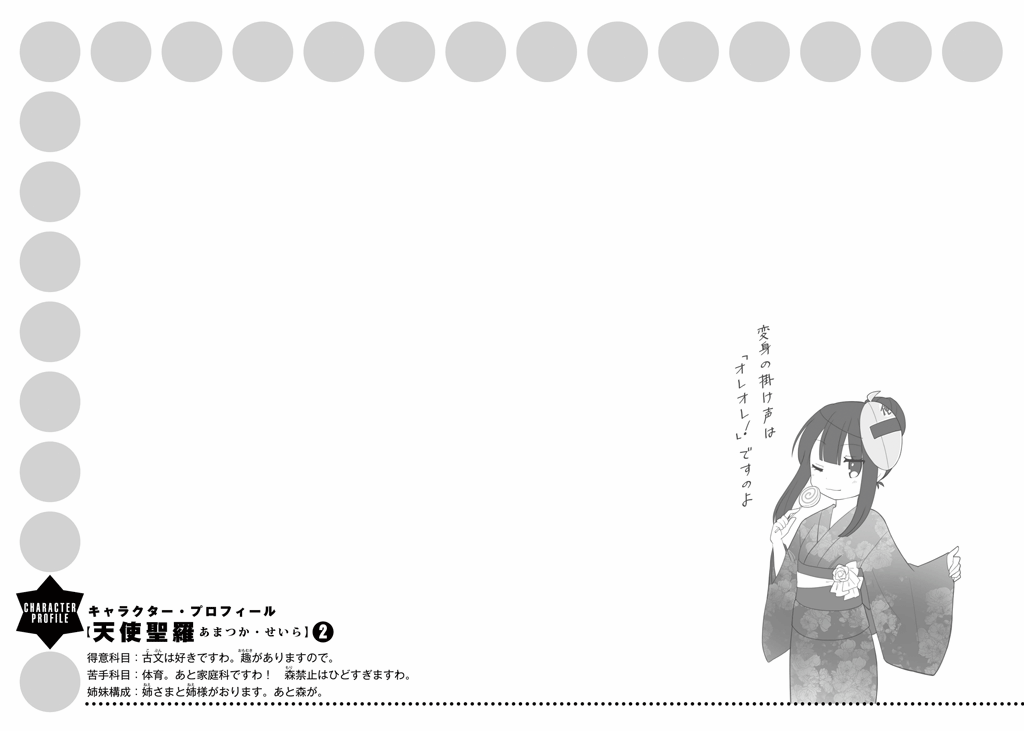 変身の掛け声は
「オレオレ!」ですのよ
CHARACTER
PROFILE
キャラクター・プロフィール
【天使聖羅 あまつか・せいら】❷
得意科目：古文は好きですわ。趣がありますので。
苦手科目：体育。あと家庭科ですわ！　森禁止はひどすぎますわ。
姉妹構成：姉さまと姉様がおります。あと森が。